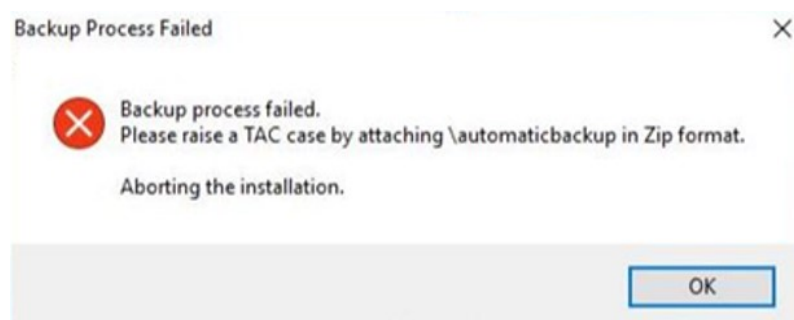 Backup Process Failed
Backup process failed.
Please raise a TAC case by attaching \automaticbackup in Zip format.
Aborting the installation.
OK